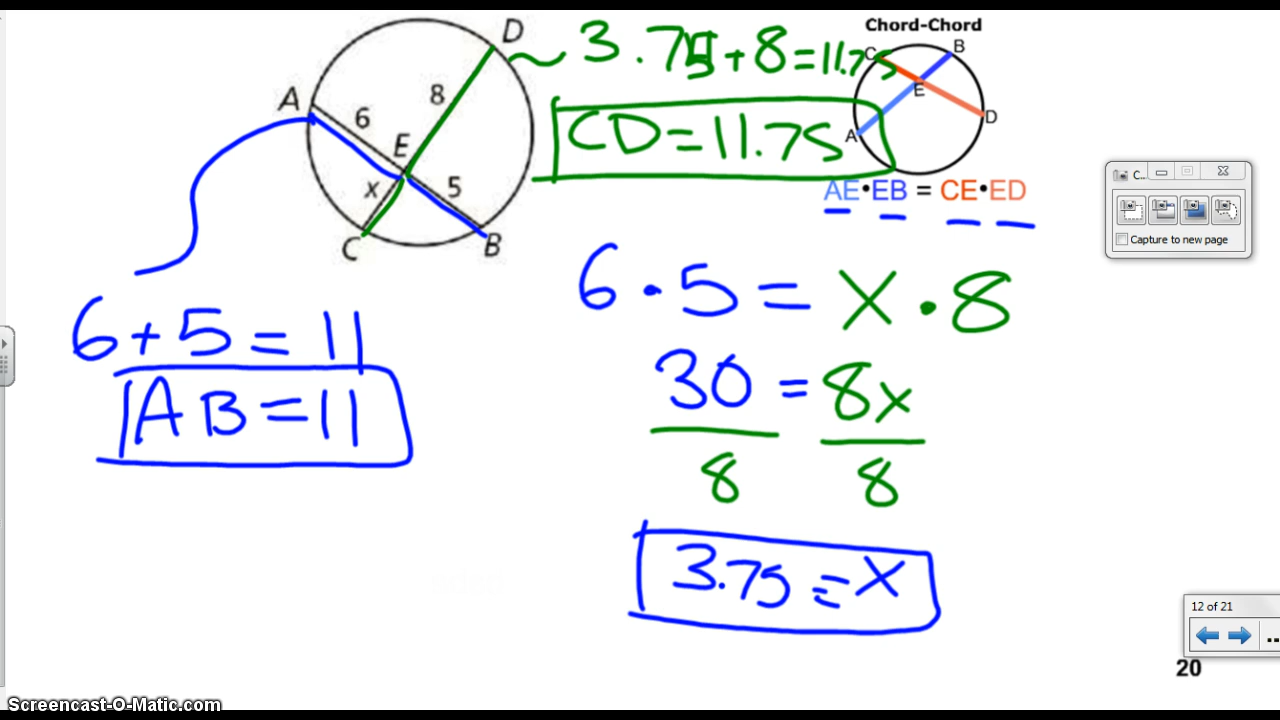 D
3.75+8=11.75
Chord-Chord
C
B
E
A
D
A
6
8
E
x
5
C
B
CD=11.75
AE•EB = CE•ED
C..
Capture to new page
6+5=11
AB=11
6•5=x•8
30=8x
8 8
3.75=x
12 of 21
..
20
Screencast-O-Matic.com